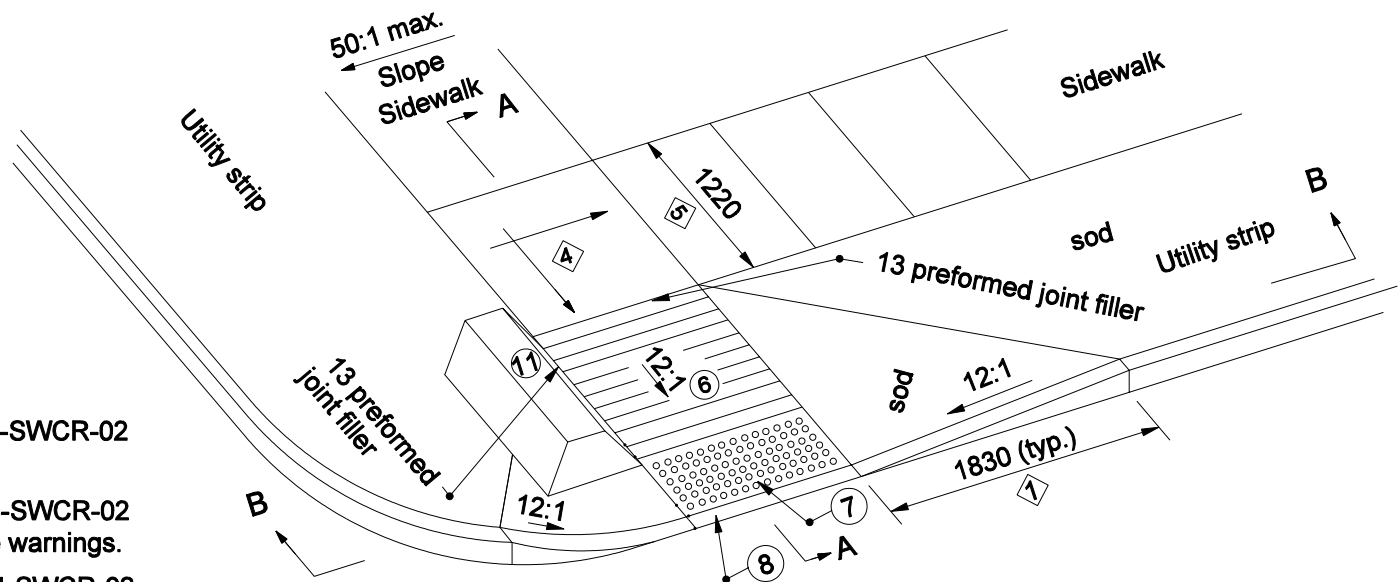 50:1 max.
Slope
Sidewalk
A
Sidewalk
Utility strip
1220
5
4
B
sod
Utility strip
13 preformed joint filler
11
12:1
6
13 preformed
joint filler
sod
12:1
-SWCR-02
1830 (typ.)
1
-SWCR-02
warnings.
B
12:1
7
A
8